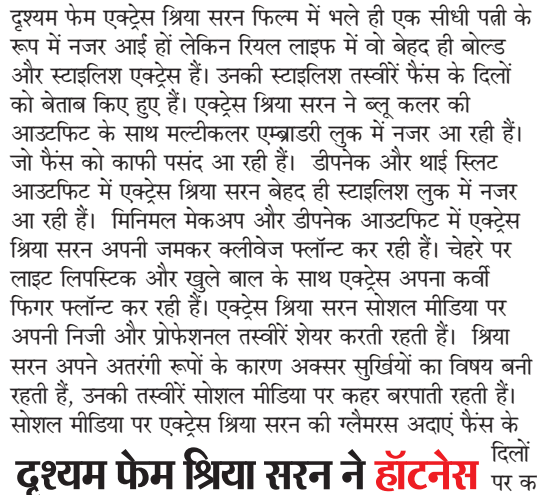 दृश्यम फेम एक्ट्रेस श्रिया सरन फिल्म में भले ही एक सीधी पत्नी के
रूप में नजर आईं हों लेकिन रियल लाइफ में वो बेहद ही बोल्ड
और स्टाइलिश एक्ट्रेस हैं। उनकी स्टाइलिश तस्वीरें फैंस के दिलों
को बेताब किए हुए हैं। एक्ट्रेस श्रिया सरन ने ब्लू कलर की
आउटफिट के साथ मल्टीकलर एम्ब्राडरी लुक में नजर आ रही हैं।
जो फैंस को काफी पसंद आ रही हैं। डीपनेक और थाई स्लिट
आउटफिट में एक्ट्रेस श्रिया सरन बेहद ही स्टाइलिश लुक में नजर
आ रही हैं। मिनिमल मेकअप और डीपनेक आउटफिट में एक्ट्रेस
श्रिया सरन अपनी जमकर क्लीवेज फ्लॉन्ट कर रही हैं। चेहरे पर
लाइट लिपस्टिक और खुले बाल के साथ एक्ट्रेस अपना कर्वी
फिगर फ्लॉन्ट कर रही हैं। एक्ट्रेस श्रिया सरन सोशल मीडिया पर
अपनी निजी और प्रोफेशनल तस्वीरें शेयर करती रहती हैं। श्रिया
सरन अपने अतरंगी रूपों के कारण अक्सर सुर्खियों का विषय बनी
रहती हैं, उनकी तस्वीरें सोशल मीडिया पर कहर बरपाती रहती हैं।
सोशल मीडिया पर एक्ट्रेस श्रिया सरन की ग्लैमरस अदाएं फैंस के
दिलों
पर क
दृश्यम फेम श्रिया सरन ने हॉटनेस